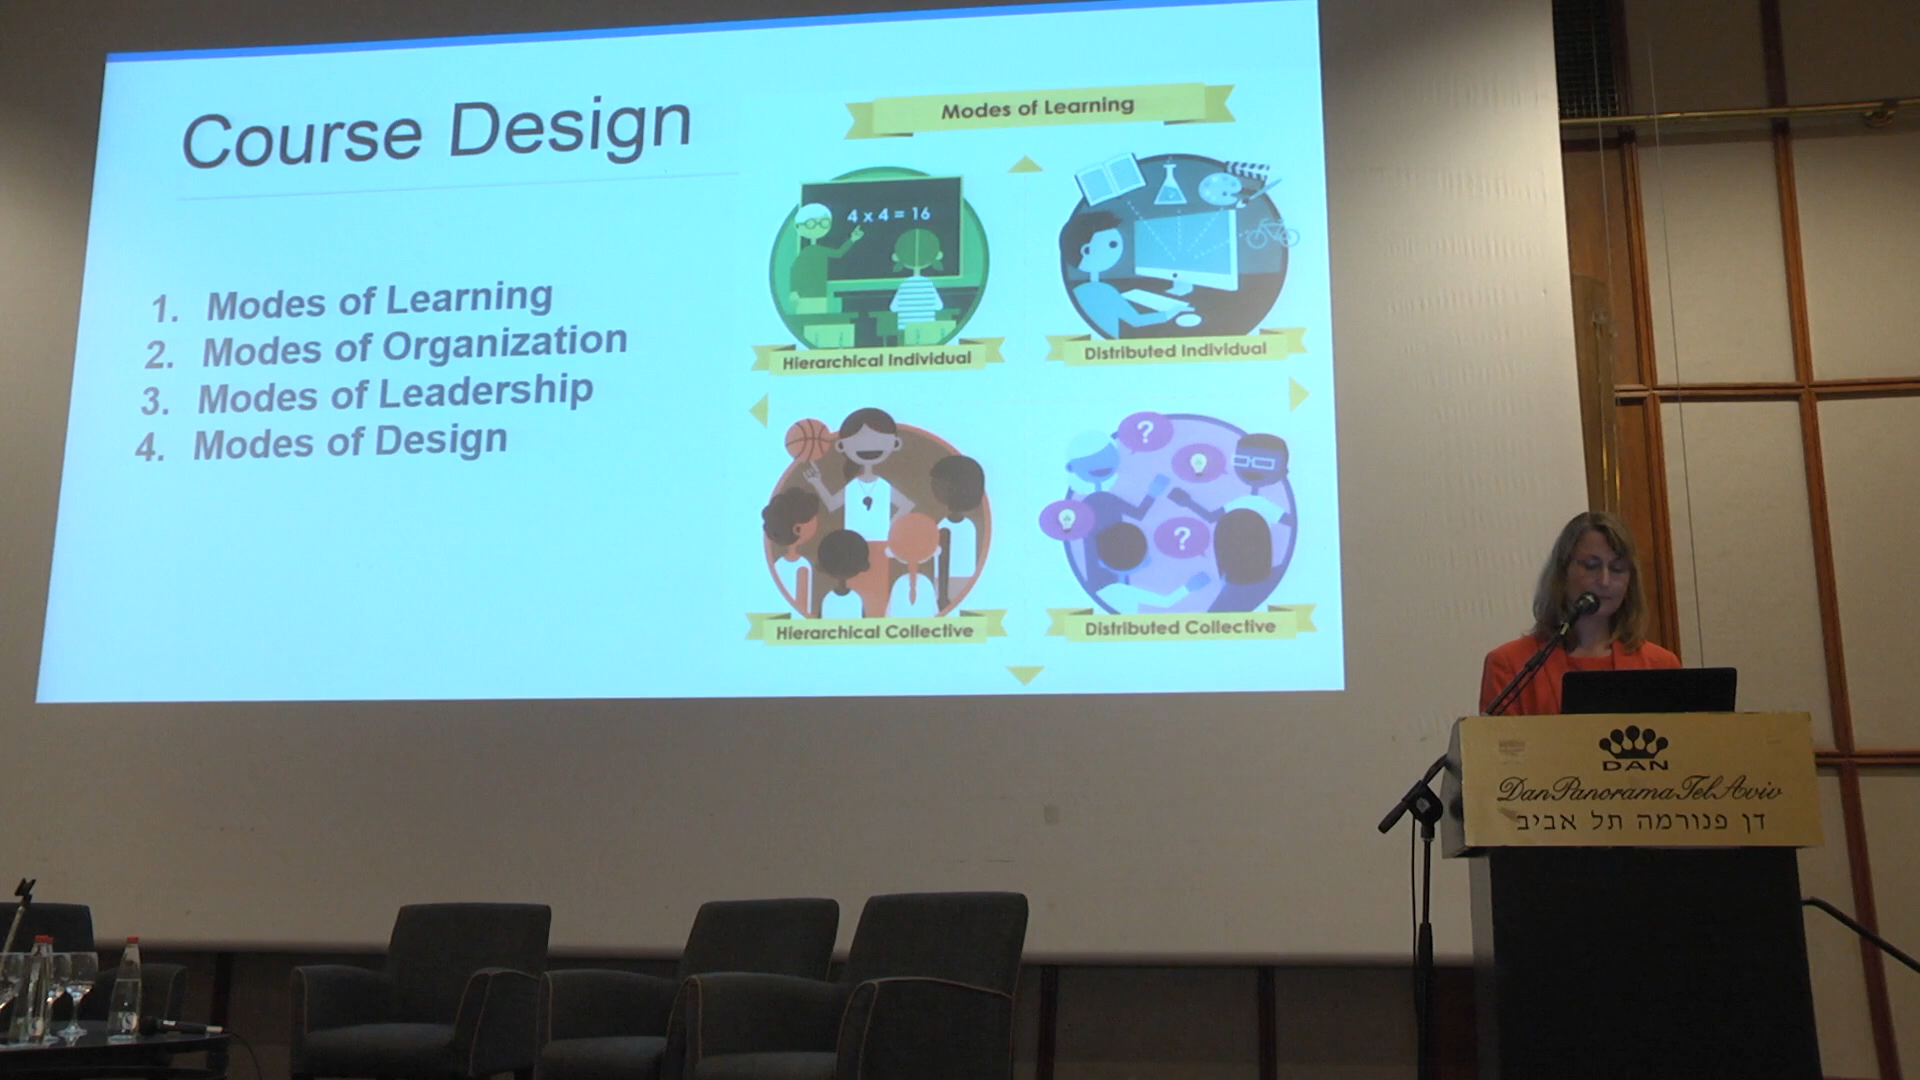 Course Design
1. Modes of Learning
2. Modes of Organization
3. Modes of Leadership
4. Modes of Design
Modes of Learning
4 x 4 = 16
Hierarchical Individual
Distributed Individual
?
?
Hierarchical Collective
Distributed Collective
DAN
Dan Panorama Tel Aviv
דן פנורמה תל אביב